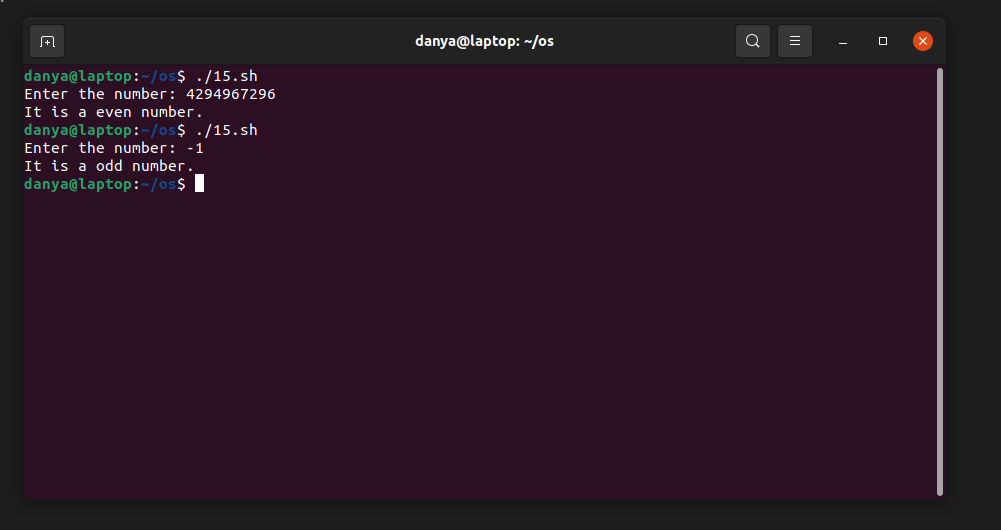 danya@laptop: ~/os
danya@laptop:~/os$ ./15.sh
Enter the number: 4294967296
It is a even number.
danya@laptop:~/os$ ./15.sh
Enter the number: -1
It is a odd number.
danya@laptop:~/os$